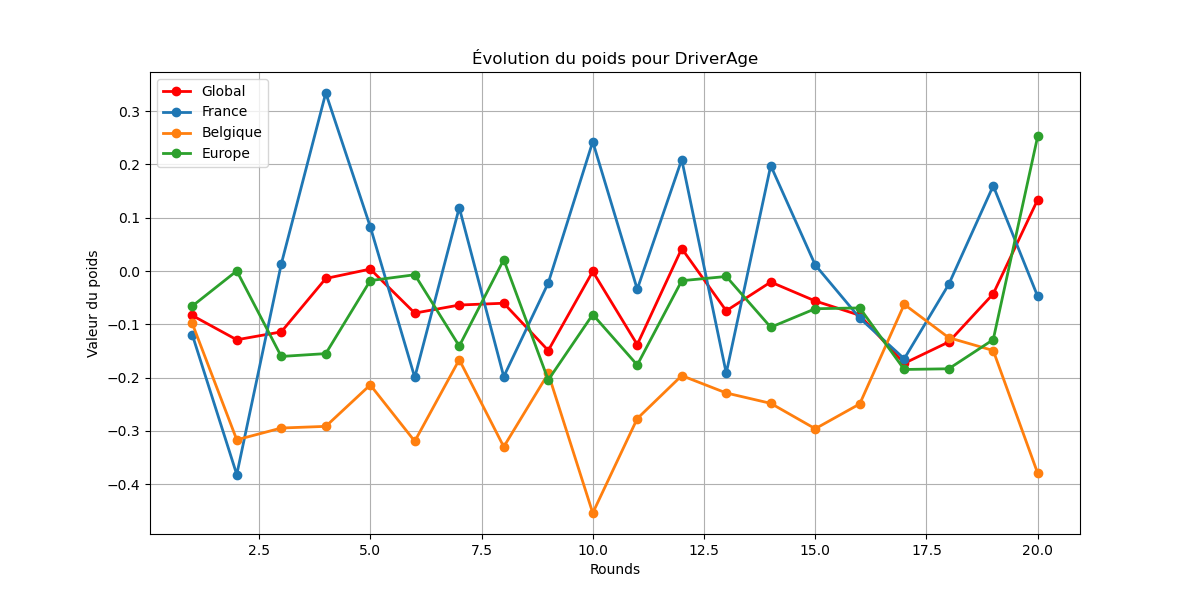 Évolution du poids pour DriverAge
Global
France
Belgique
Europe
Valeur du poids
0.3
0.2
0.1
0.0
−0.1
−0.2
−0.3
−0.4
2.5 5.0 7.5 10.0 12.5 15.0 17.5 20.0
Rounds